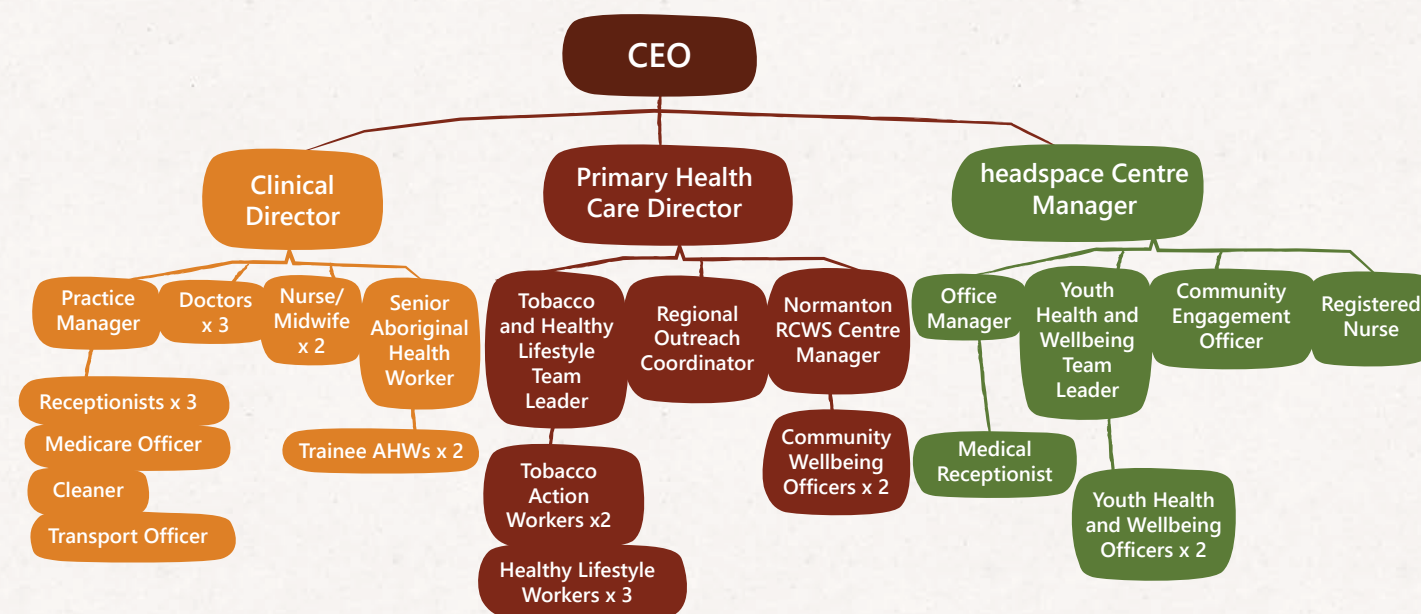 CEO
Clinical
Director
Primary Health
Care Director
headspace Centre
Manager
Practice
Manager
Doctors
x 3
Nurse/
Midwife
x 2
Senior
Aboriginal
Health
Worker
Receptionists x 3
Medicare Officer
Cleaner
Transport Officer
Trainee AHWs x 2
Tobacco
and Healthy
Lifestyle
Team
Leader
Regional
Outreach
Coordinator
Normanton
RCWS Centre
Manager
Tobacco
Action
Workers x2
Healthy Lifestyle
Workers x 3
Community
Wellbeing
Officers x 2
Office
Manager
Youth
Health and
Wellbeing
Team
Leader
Community
Engagement
Officer
Registered
Nurse
Medical
Receptionist
Youth Health
and Wellbeing
Officers x 2